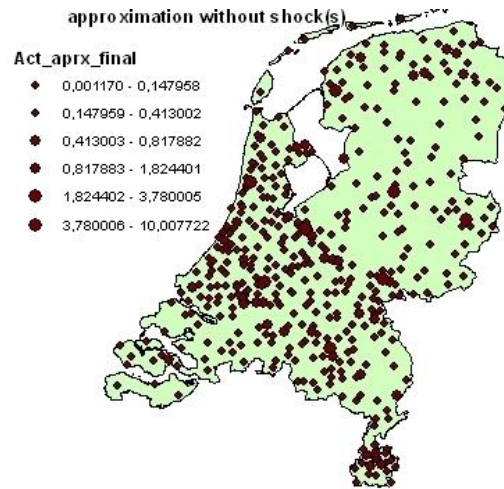 approximation without shock(s)
Act_aprx_final
0,001170 - 0,147958
0,147959 - 0,413002
0,413003 - 0,817882
0,817883 - 1,824401
1,824402 - 3,780005
3,780006 - 10,007722